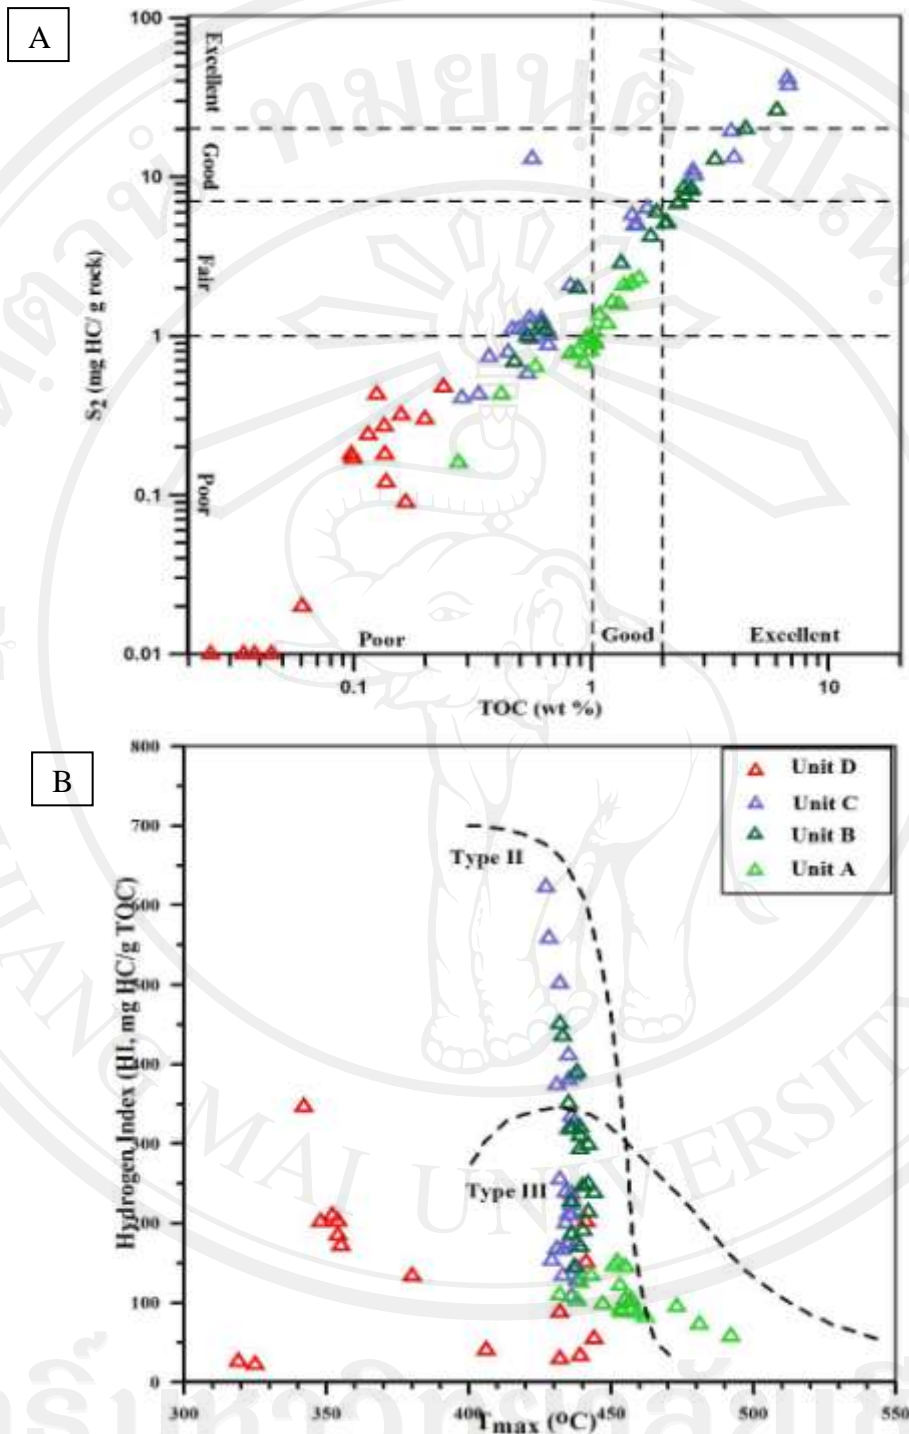 A
100
10
1
0.1
0.01
S2 (mg HC/ g rock)
Excellent
Good
Fair
Poor
Poor
Good
Excellent
0.1
1
10
TOC (wt %)
B
800
700
600
500
400
300
200
100
0
Hydrogen Index (HI, mg HC/g TOC)
Type II
Type III
Unit D
Unit C
Unit B
Unit A
300
350
400
450
500
550
Tmax (°C)
MAI UNIVERSITY